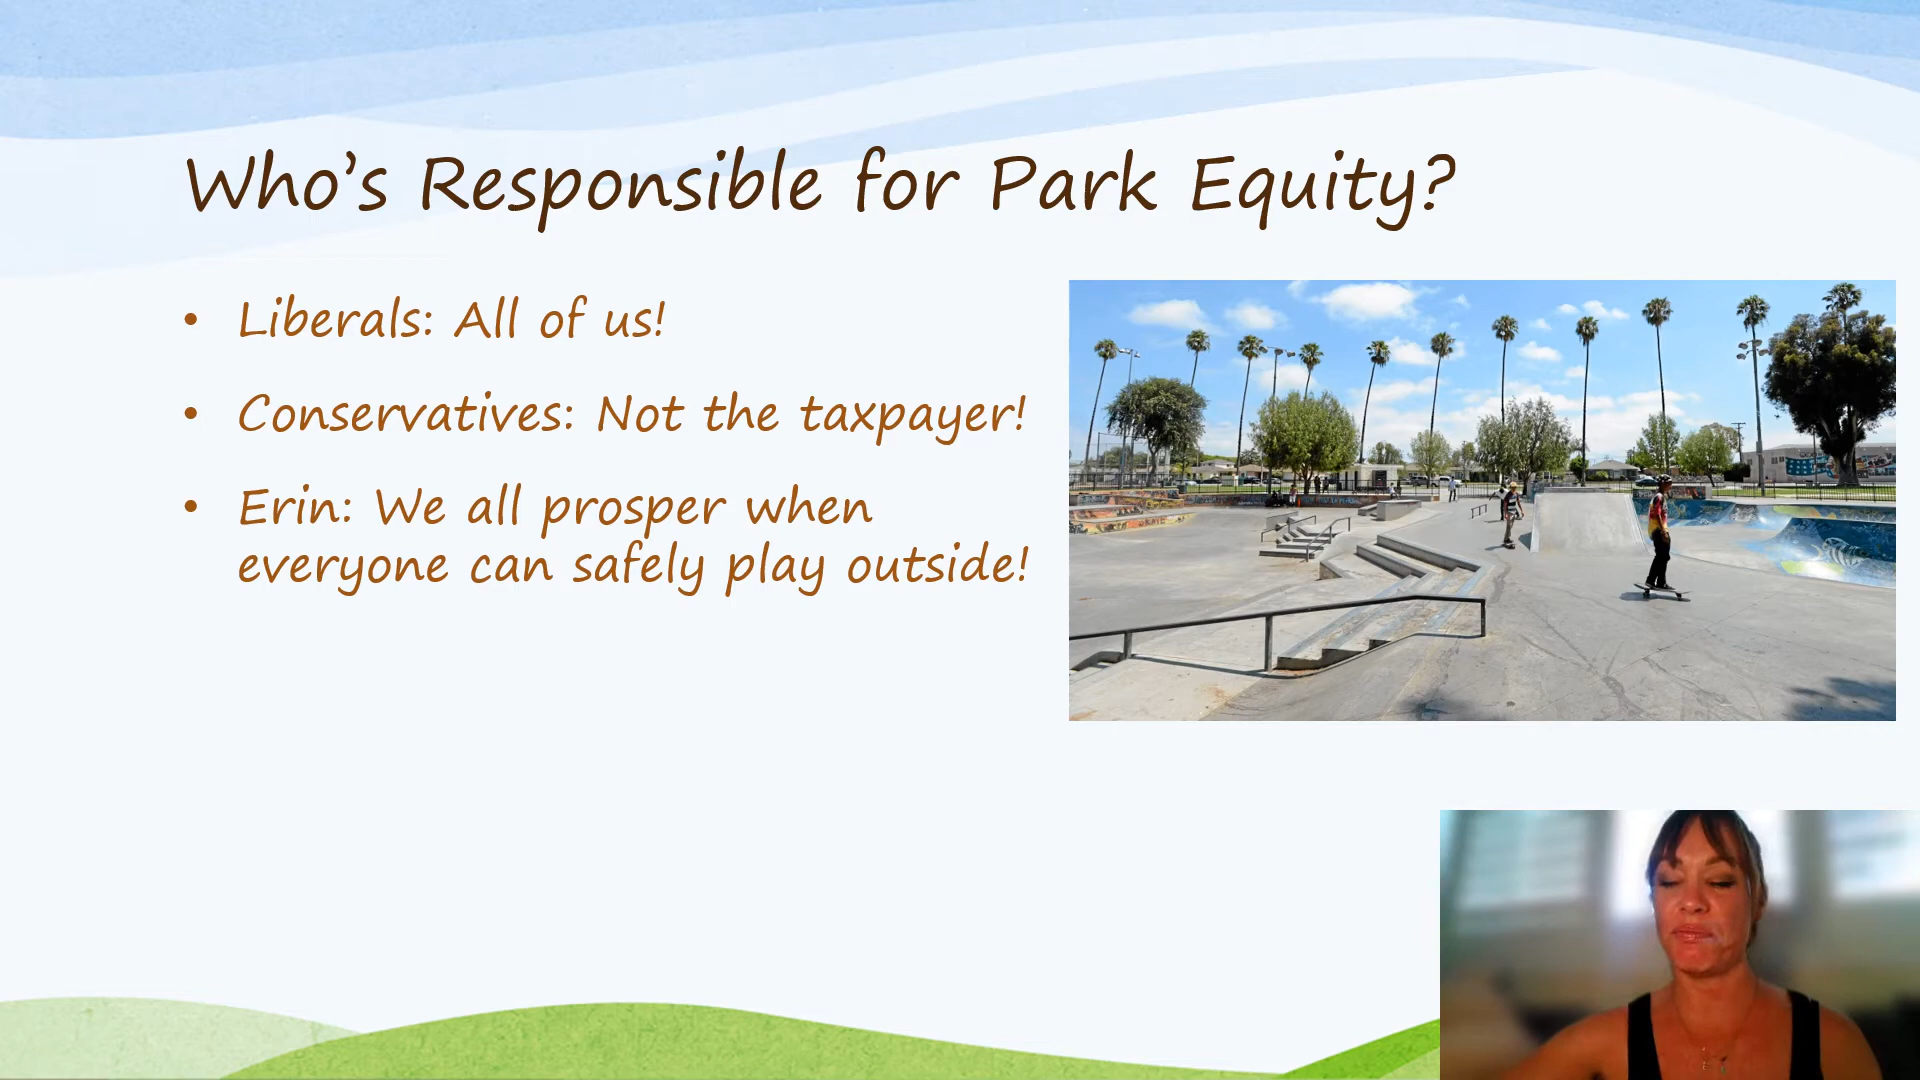 Who's Responsible for Park Equity?
• Liberals: All of us!
• Conservatives: Not the taxpayer!
• Erin: We all prosper when
everyone can safely play outside!